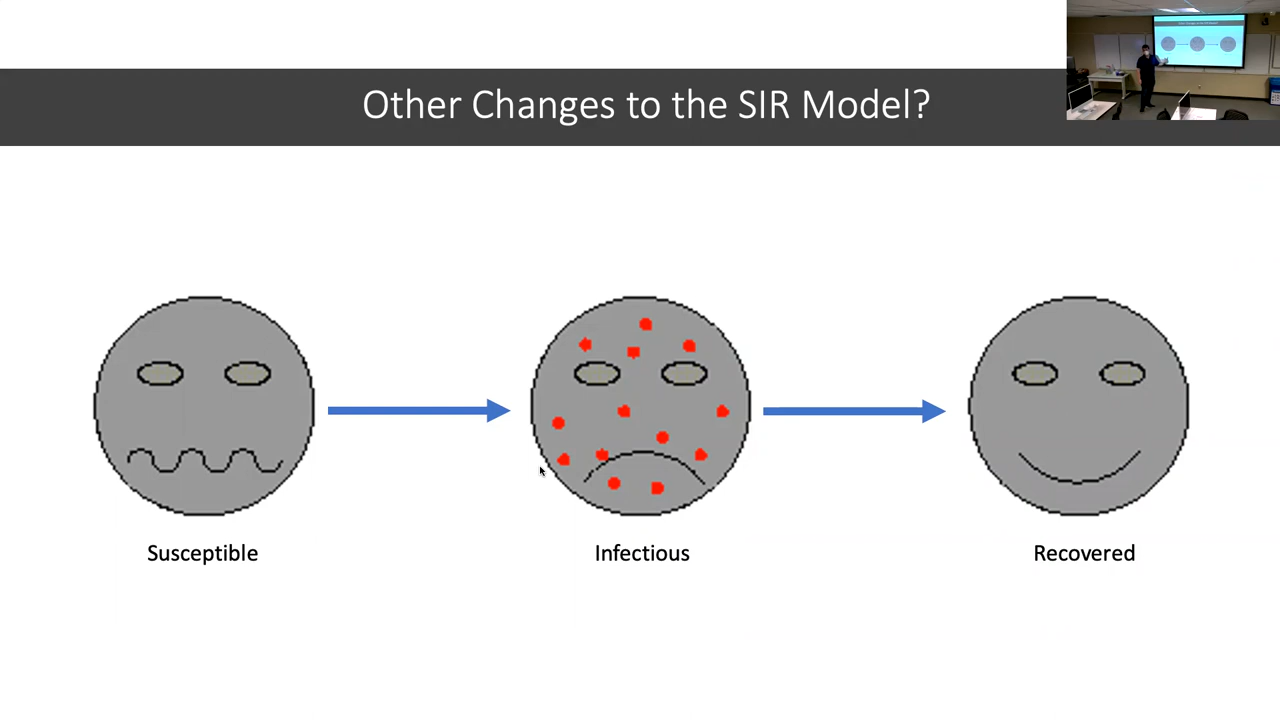 Other Changes to the SIR Model?
Susceptible
Infectious
Recovered